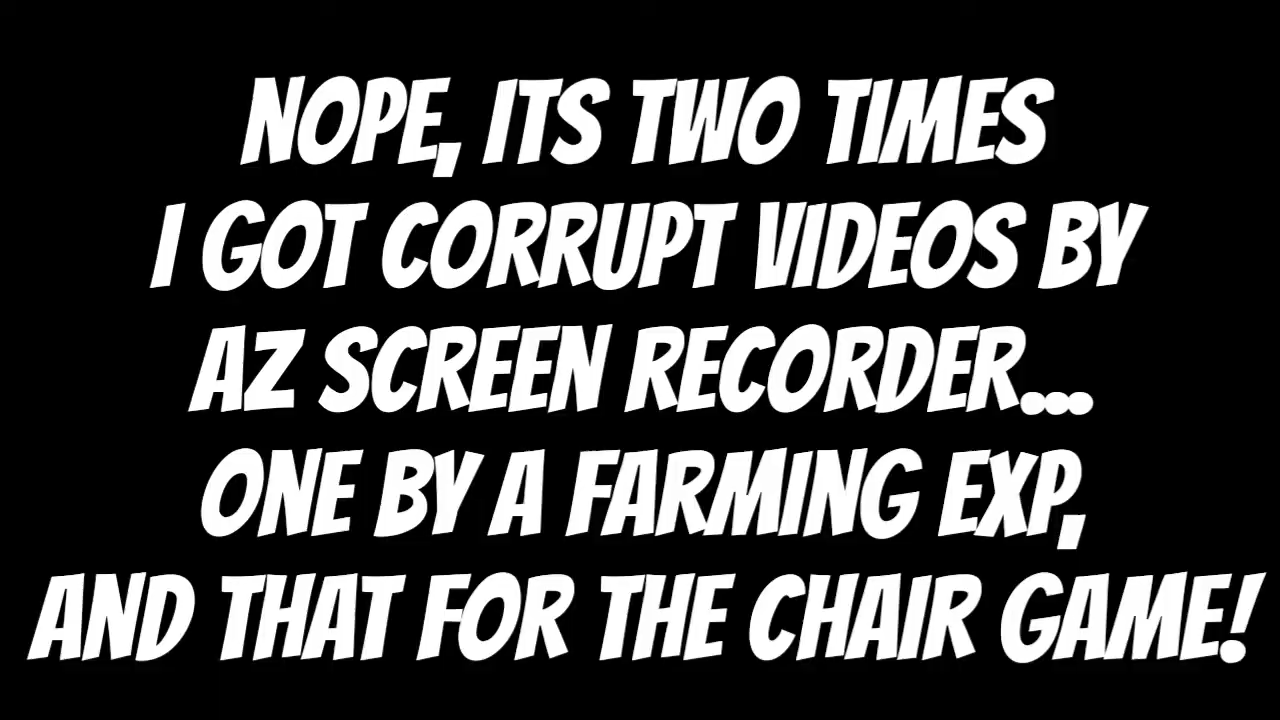 NOPE, ITS TWO TIMES
I GOT CORRUPT VIDEOS BY
AZ SCREEN RECORDER...
ONE BY A FARMING EXP,
AND THAT FOR THE CHAIR GAME!